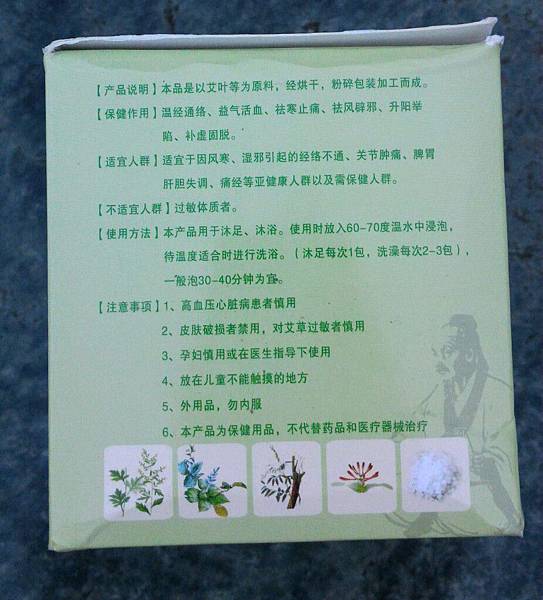 【产品说明】本品是以艾叶等为原料，经烘干，粉碎包装加工而成。
【保健作用】温经通络、益气活血、祛寒止痛、祛风辟邪、升阳举
陷、补虚固脱。
【适宜人群】适宜于因风寒、湿邪引起的经络不通、关节肿痛、脾胃
肝胆失调、痛经等亚健康人群以及需保健人群。
【不适宜人群】过敏体质者。
【使用方法】本产品用于沐足、沐浴。使用时放入60-70度温水中浸泡，
待温度适合时进行洗浴。（沐足每次1包，洗澡每次2-3包），
一般泡30-40分钟为宜。
【注意事项】1、高血压心脏病患者慎用
2、皮肤破损者禁用，对艾草过敏者慎用
3、孕妇慎用或在医生指导下使用
4、放在儿童不能触摸的地方
5、外用品，勿内服
6、本产品为保健用品，不代替药品和医疗器械治疗